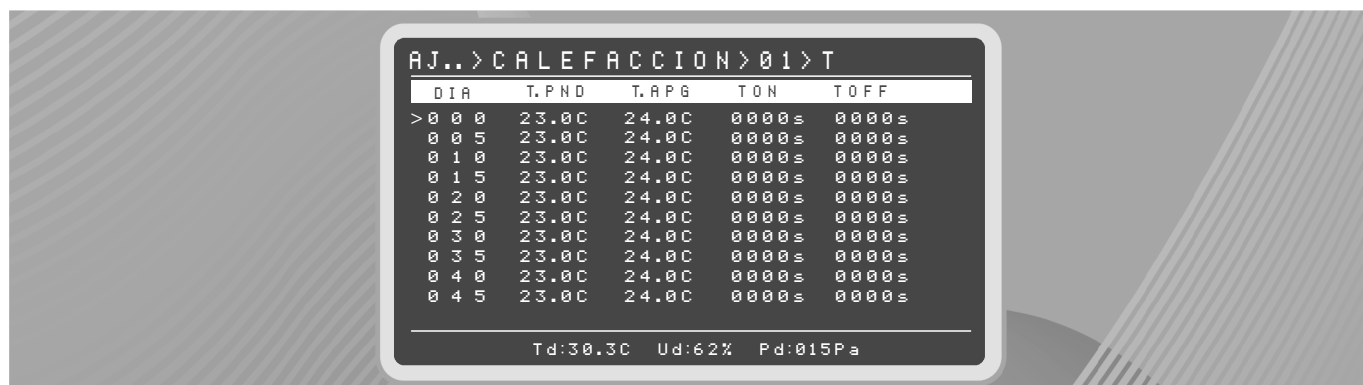 AJ..>CALEFACCION>01>T
DIA T.PND T.APG TON TOFF
>000 23.0C 24.0C 0000s 0000s
005 23.0C 24.0C 0000s 0000s
010 23.0C 24.0C 0000s 0000s
015 23.0C 24.0C 0000s 0000s
020 23.0C 24.0C 0000s 0000s
025 23.0C 24.0C 0000s 0000s
030 23.0C 24.0C 0000s 0000s
035 23.0C 24.0C 0000s 0000s
040 23.0C 24.0C 0000s 0000s
045 23.0C 24.0C 0000s 0000s
Td:30.3C Ud:62% Pd:015Pa